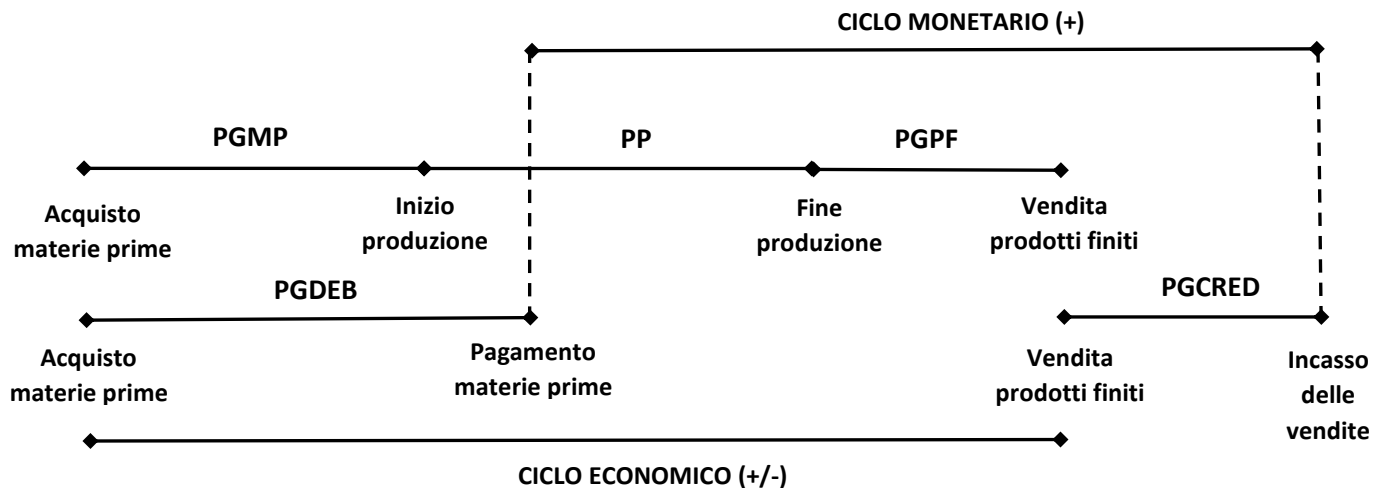 CICLO MONETARIO (+)
PGMP
PP
PGPF
Acquisto
materie prime
Inizio
produzione
Fine
produzione
Vendita
prodotti finiti
PGDEB
PGCRED
Acquisto
materie prime
Pagamento
materie prime
Vendita
prodotti finiti
Incasso
delle
vendite
CICLO ECONOMICO (+/-)